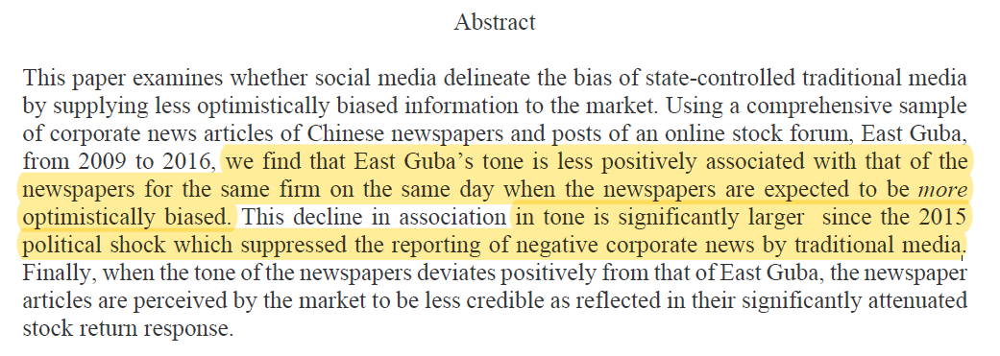 Abstract
This paper examines whether social media delineate the bias of state-controlled traditional media
by supplying less optimistically biased information to the market. Using a comprehensive sample
of corporate news articles of Chinese newspapers and posts of an online stock forum, East Guba,
from 2009 to 2016, we find that East Guba's tone is less positively associated with that of the
newspapers for the same firm on the same day when the newspapers are expected to be more
optimistically biased. This decline in association in tone is significantly larger since the 2015
political shock which suppressed the reporting of negative corporate news by traditional media.
Finally, when the tone of the newspapers deviates positively from that of East Guba, the newspaper
articles are perceived by the market to be less credible as reflected in their significantly attenuated
stock return response.